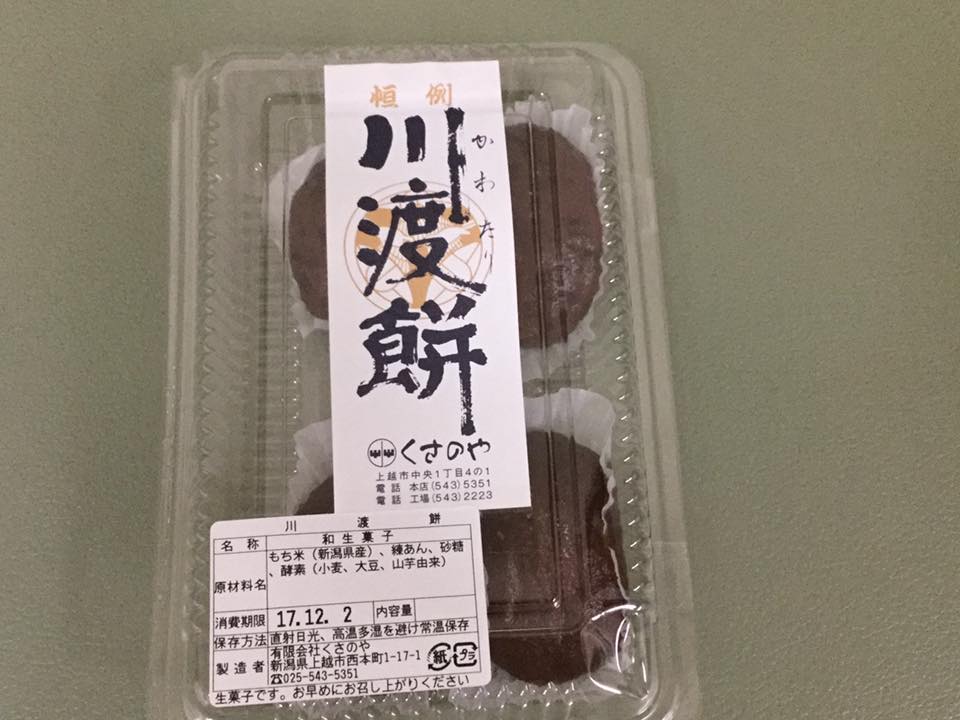 恒例
川渡餅
かわたり
くさのや
上越市中央1丁目4の1
電話 本店(543)5351
電話 工場(543)2223
川渡餅
名称 和生菓子
原材料名 もち米(新潟県産)、練あん、砂糖
、酵素(小麦、大豆、山芋由来)
消費期限 17.12.2 内容量
保存方法 直射日光、高温多湿を避け常温保存
製造者 有限会社くさのや
新潟県上越市西本町1-17-1
☎025-543-5351
紙 プラ
生菓子です。お早めにお召し上がりください